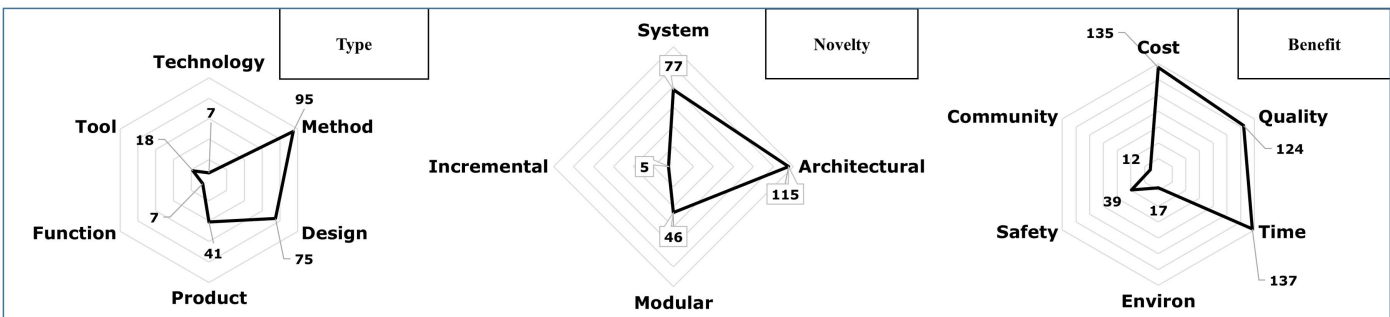 Type
Technology
7
95
Method
Tool
18
7
Function
Design
75
41
Product
Novelty
System
77
Incremental
5
Architectural
115
46
Modular
Benefit
135
Cost
Community
Quality
124
12
39
17
Safety
Time
137
Environ